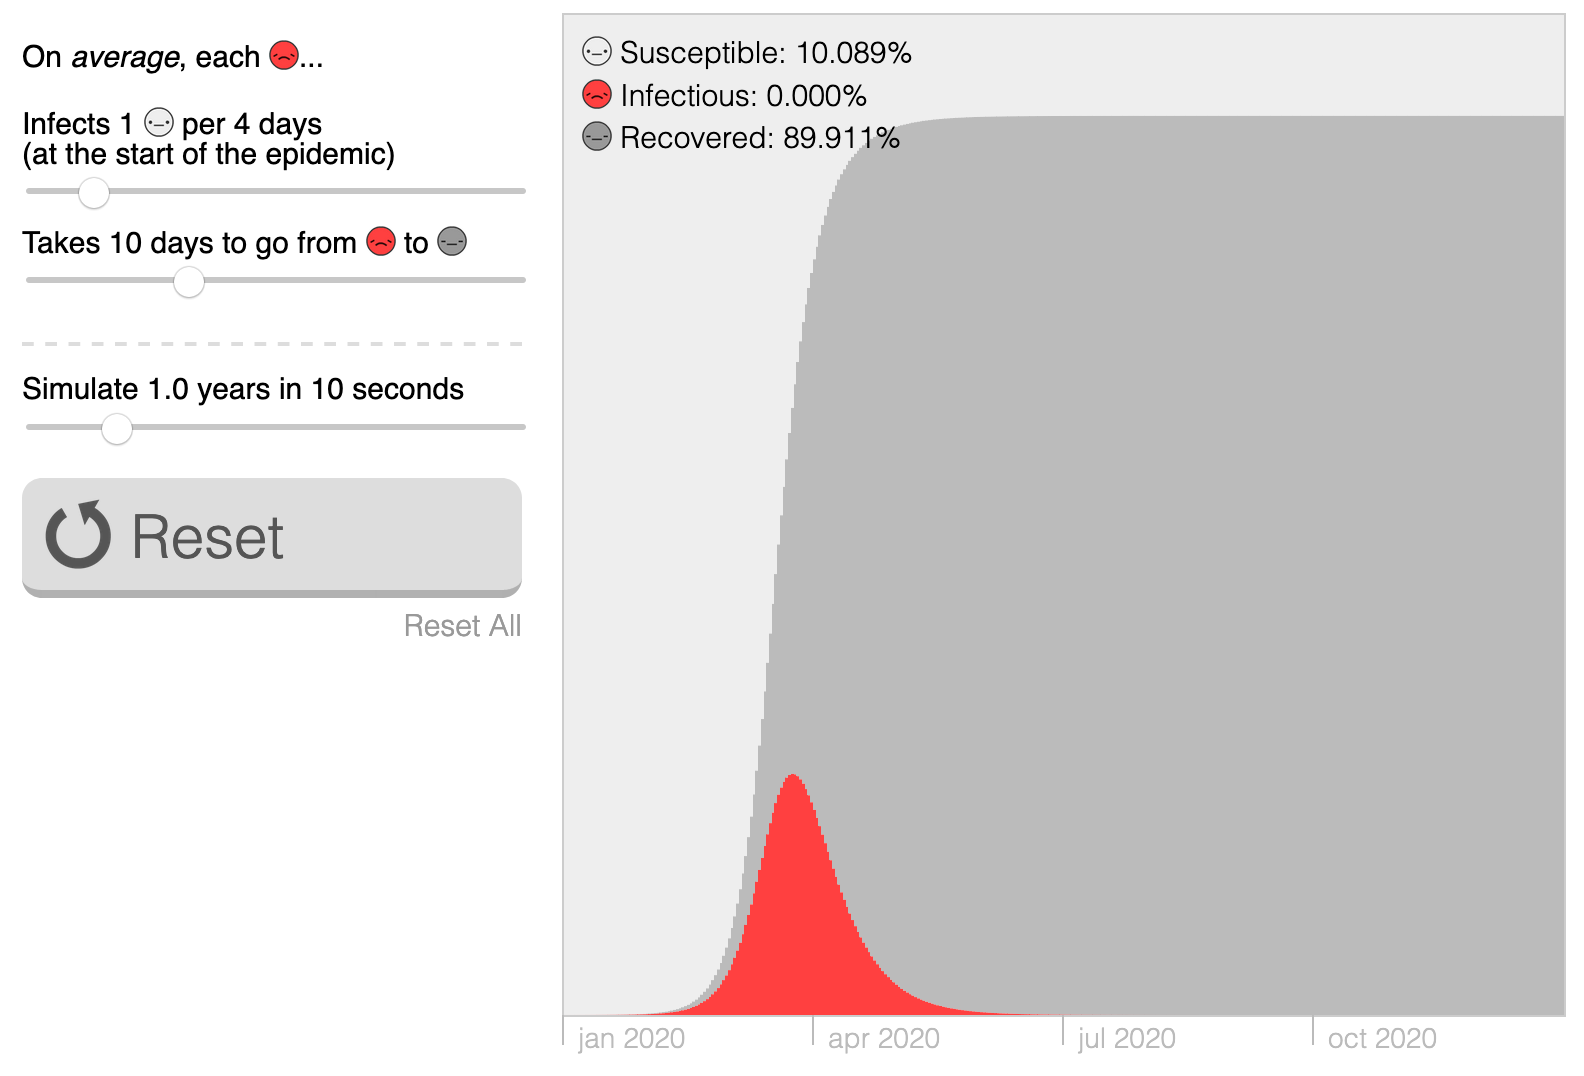 On average, each ...
Infects 1 per 4 days
(at the start of the epidemic)
Takes 10 days to go from to
Simulate 1.0 years in 10 seconds
Reset
Reset All
Susceptible: 10.089%
Infectious: 0.000%
Recovered: 89.911%
jan 2020 apr 2020 jul 2020 oct 2020